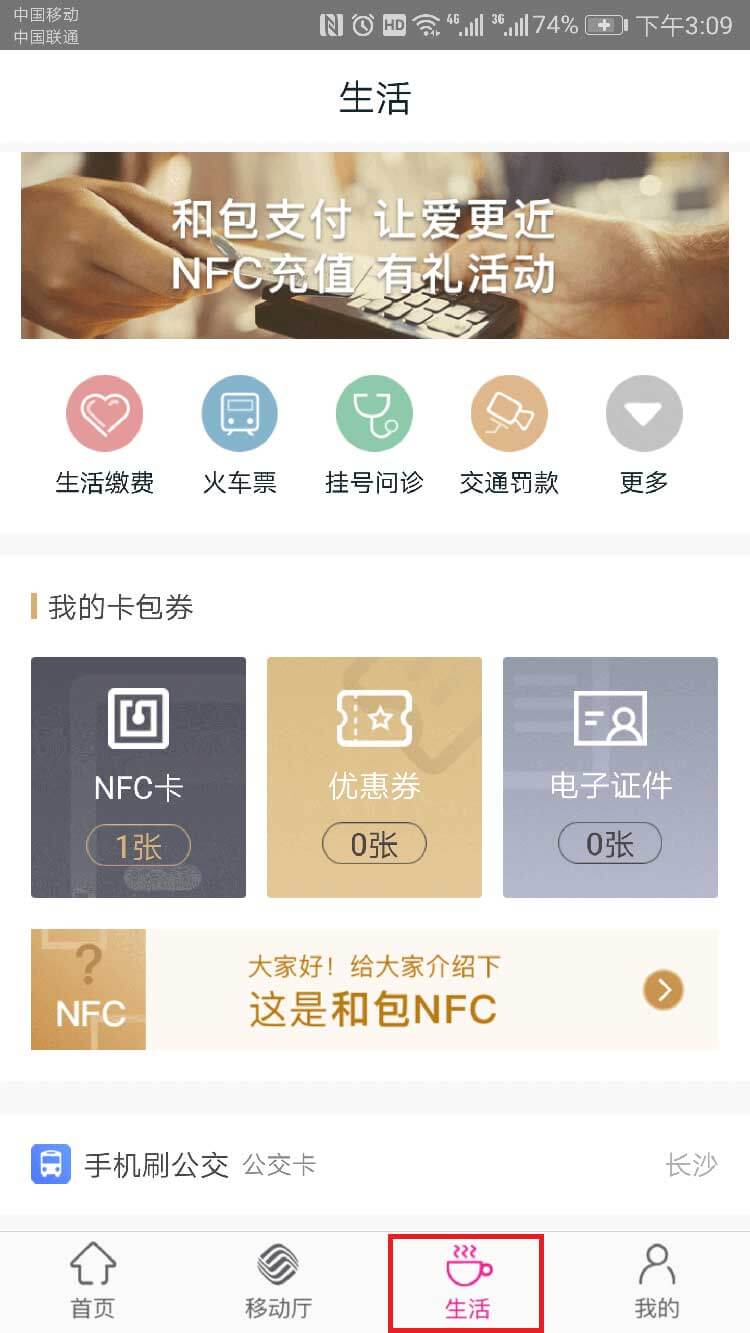 中国移动
中国联通
HD 4G 3G 74% 下午3:09
生活
和包支付 让爱更近
NFC充值 有礼活动
生活缴费 火车票 挂号问诊 交通罚款 更多
我的卡包券
NFC卡 优惠券 电子证件
1张 0张 0张
?
NFC
大家好！给大家介绍下
这是和包NFC
手机刷公交 公交卡 长沙
首页 移动厅 生活 我的